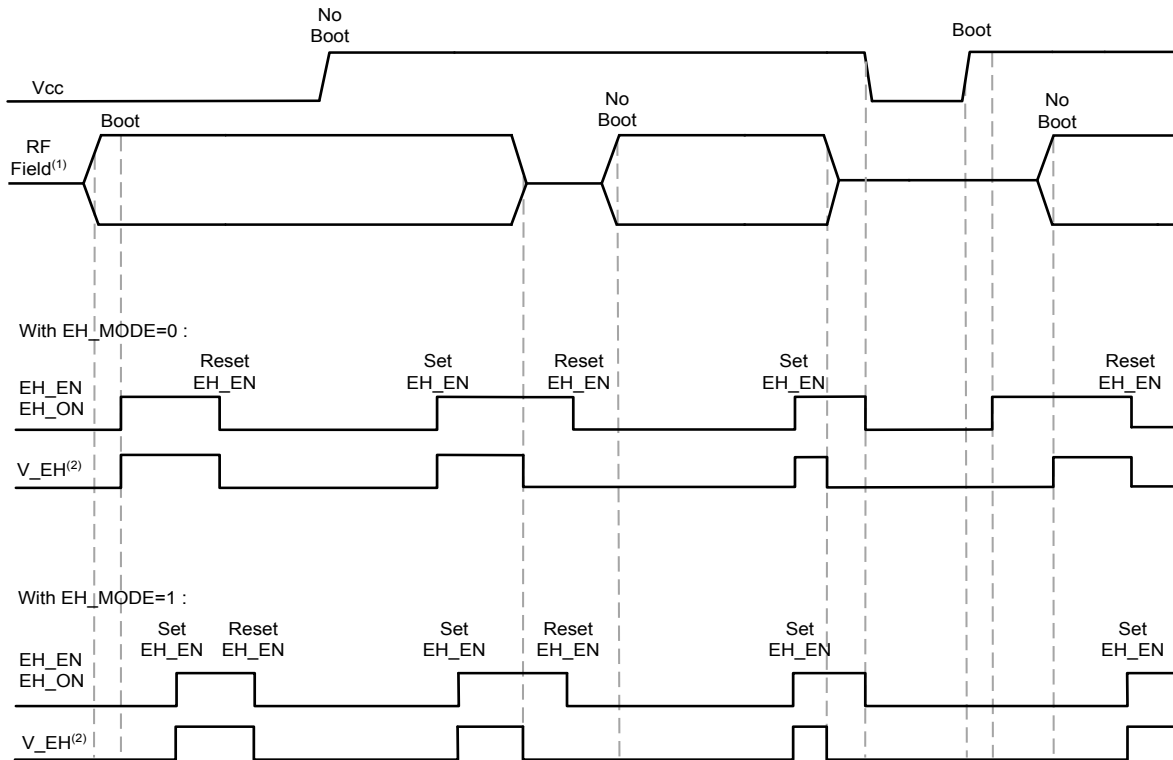 No
Boot
Boot
Vcc
Boot
No
Boot
No
Boot
RF
Field(1)
With EH_MODE=0 :
Reset
EH_EN
Set
EH_EN
Reset
EH_EN
Set
EH_EN
Reset
EH_EN
EH_EN
EH_ON
V_EH(2)
With EH_MODE=1 :
Set
EH_EN
Reset
EH_EN
Set
EH_EN
Reset
EH_EN
Set
EH_EN
Set
EH_EN
EH_EN
EH_ON
V_EH(2)